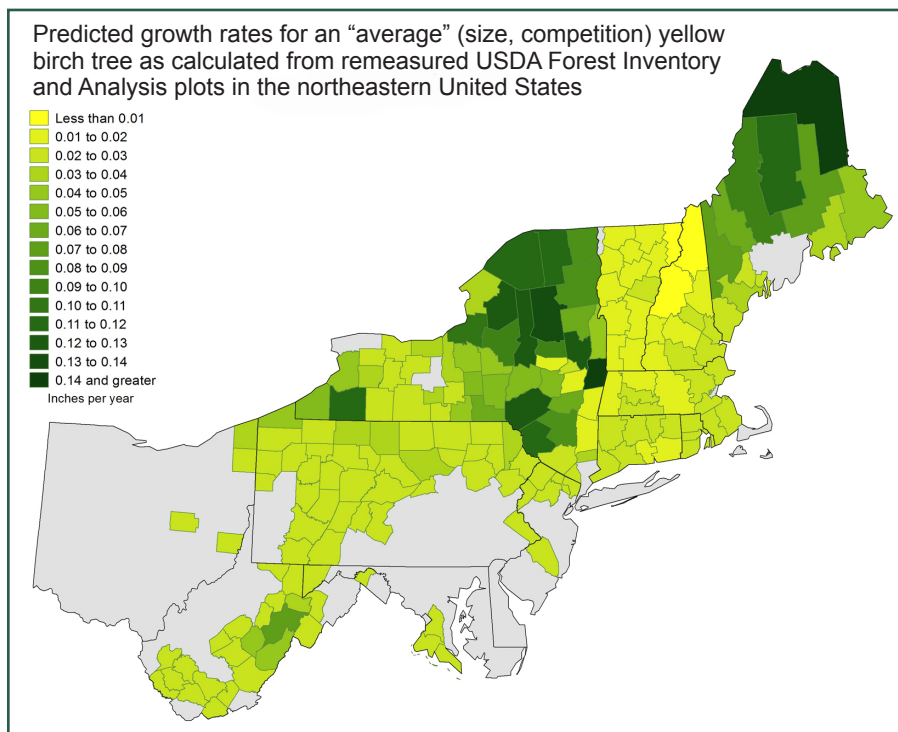 Predicted growth rates for an “average” (size, competition) yellow
birch tree as calculated from remeasured USDA Forest Inventory
and Analysis plots in the northeastern United States
Less than 0.01
0.01 to 0.02
0.02 to 0.03
0.03 to 0.04
0.04 to 0.05
0.05 to 0.06
0.06 to 0.07
0.07 to 0.08
0.08 to 0.09
0.09 to 0.10
0.10 to 0.11
0.11 to 0.12
0.12 to 0.13
0.13 to 0.14
0.14 and greater
Inches per year